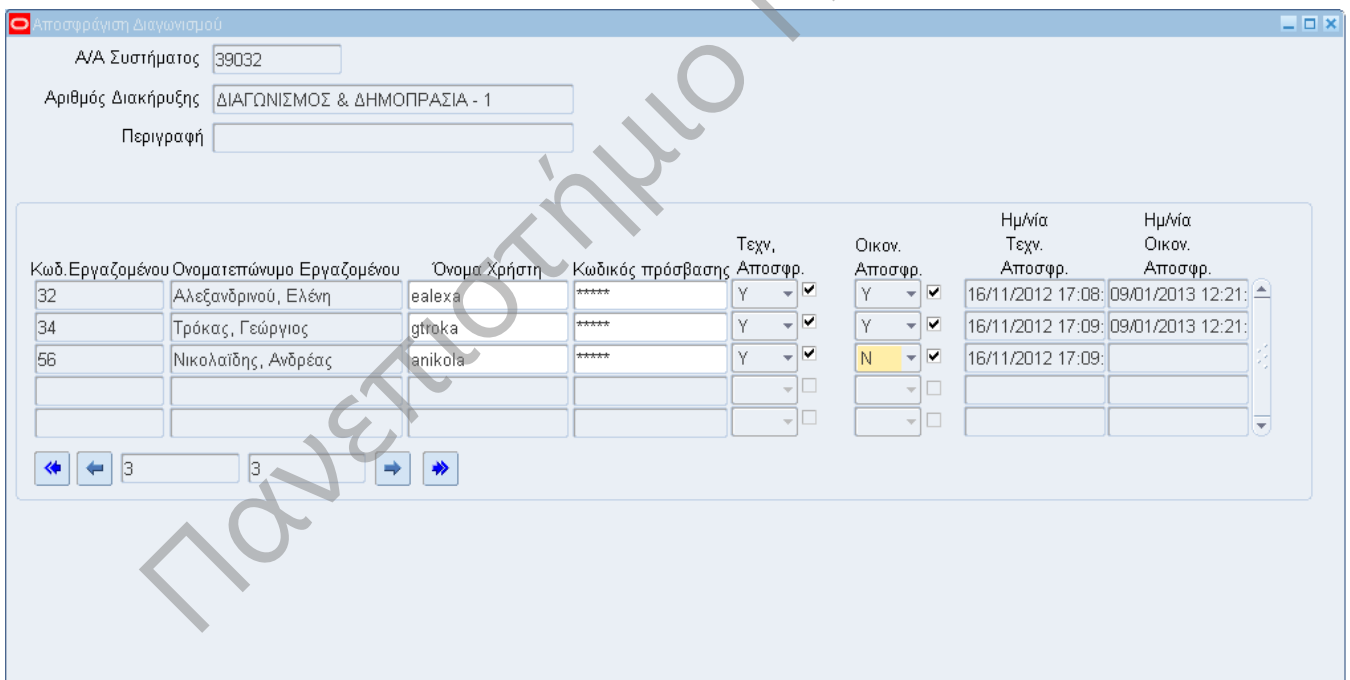 Αποσφράγιση Διαγωνισμού
Α/Α Συστήματος 39032
Αριθμός Διακήρυξης ΔΙΑΓΩΝΙΣΜΟΣ & ΔΗΜΟΠΡΑΣΙΑ - 1
Περιγραφή
Ημ/νία Ημ/νία
Τεχν, Οικον. Τεχν. Οικον.
Κωδ.Εργαζομένου Ονοματεπώνυμο Εργαζομένου Όνομα Χρήστη Κωδικός πρόσβασης Αποσφρ. Αποσφρ. Αποσφρ. Αποσφρ.
32 Αλεξανδρινού, Ελένη ealexa ***** Y Y 16/11/2012 17:08: 09/01/2013 12:21:
34 Τρόκας, Γεώργιος gtroka ***** Y Y 16/11/2012 17:09: 09/01/2013 12:21:
56 Νικολαϊδης, Ανδρέας anikola ***** Y N 16/11/2012 17:09:
3 3
Πανεπιστήμιο